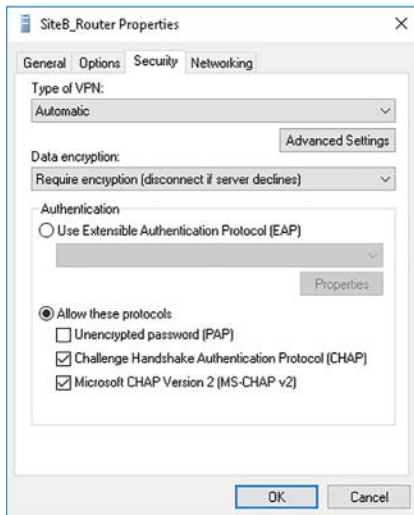 SiteB_Router Properties
General Options Security Networking
Type of VPN:
Automatic
Advanced Settings
Data encryption:
Require encryption (disconnect if server declines)
Authentication
Use Extensible Authentication Protocol (EAP)
Properties
Allow these protocols
Unencrypted password (PAP)
Challenge Handshake Authentication Protocol (CHAP)
Microsoft CHAP Version 2 (MS-CHAP v2)
OK Cancel